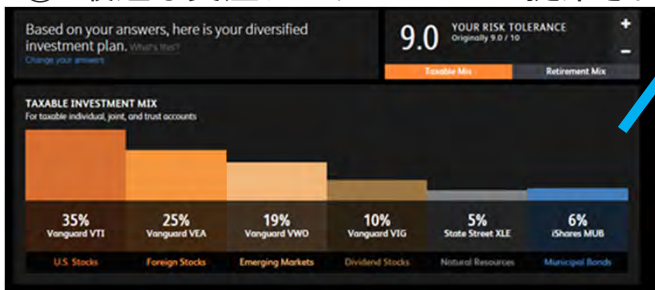 Based on your answers, here is your diversified
investment plan. What's this?
Change your answers
9.0
YOUR RISK TOLERANCE
Originally 9.0 / 10
+
-
Taxable Mix
Retirement Mix
TAXABLE INVESTMENT MIX
For taxable individual, joint, and trust accounts
35%
Vanguard VTI
U.S. Stocks
25%
Vanguard VEA
Foreign Stocks
19%
Vanguard VWO
Emerging Markets
10%
Vanguard VIG
Dividend Stocks
5%
State Street XLE
Natural Resources
6%
iShares MUB
Municipal Bonds